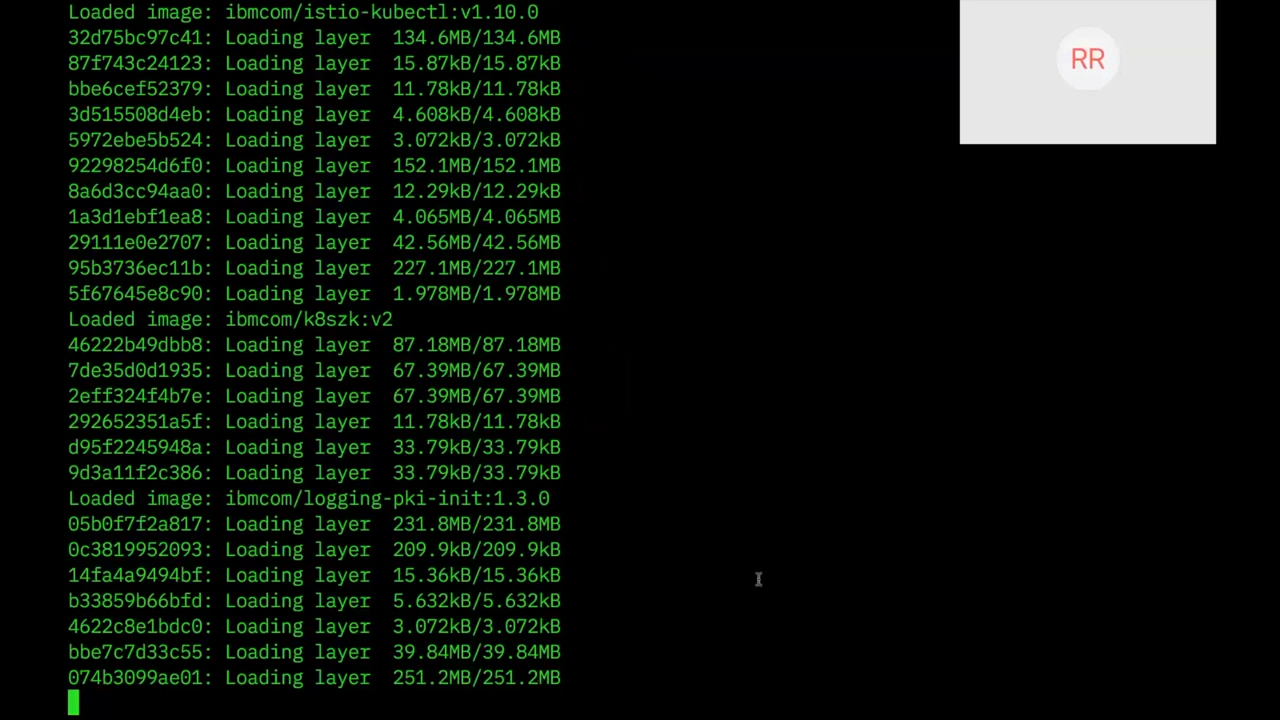 Loaded image: ibmcom/istio-kubectl:v1.10.0
32d75bc97c41: Loading layer  134.6MB/134.6MB
87f743c24123: Loading layer  15.87kB/15.87kB
bbe6cef52379: Loading layer  11.78kB/11.78kB
3d515508d4eb: Loading layer  4.608kB/4.608kB
5972ebe5b524: Loading layer  3.072kB/3.072kB
92298254d6f0: Loading layer  152.1MB/152.1MB
8a6d3cc94aa0: Loading layer  12.29kB/12.29kB
1a3d1ebf1ea8: Loading layer  4.065MB/4.065MB
29111e0e2707: Loading layer  42.56MB/42.56MB
95b3736ec11b: Loading layer  227.1MB/227.1MB
5f67645e8c90: Loading layer  1.978MB/1.978MB
Loaded image: ibmcom/k8szk:v2
46222b49dbb8: Loading layer  87.18MB/87.18MB
7de35d0d1935: Loading layer  67.39MB/67.39MB
2eff324f4b7e: Loading layer  67.39MB/67.39MB
292652351a5f: Loading layer  11.78kB/11.78kB
d95f2245948a: Loading layer  33.79kB/33.79kB
9d3a11f2c386: Loading layer  33.79kB/33.79kB
Loaded image: ibmcom/logging-pki-init:1.3.0
05b0f7f2a817: Loading layer  231.8MB/231.8MB
0c3819952093: Loading layer  209.9kB/209.9kB
14fa4a9494bf: Loading layer  15.36kB/15.36kB
b33859b66bfd: Loading layer  5.632kB/5.632kB
4622c8e1bdc0: Loading layer  3.072kB/3.072kB
bbe7c7d33c55: Loading layer  39.84MB/39.84MB
074b3099ae01: Loading layer  251.2MB/251.2MB
RR